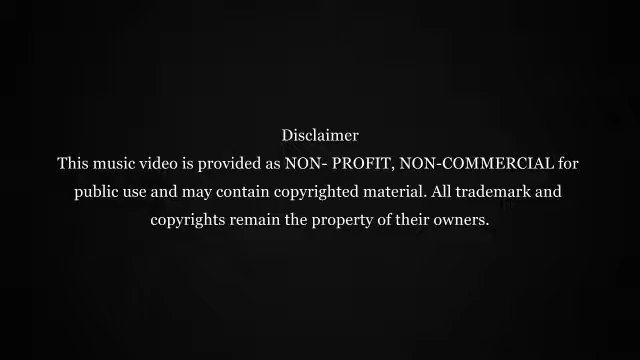 Disclaimer
This music video is provided as NON- PROFIT, NON-COMMERCIAL for
public use and may contain copyrighted material. All trademark and
copyrights remain the property of their owners.